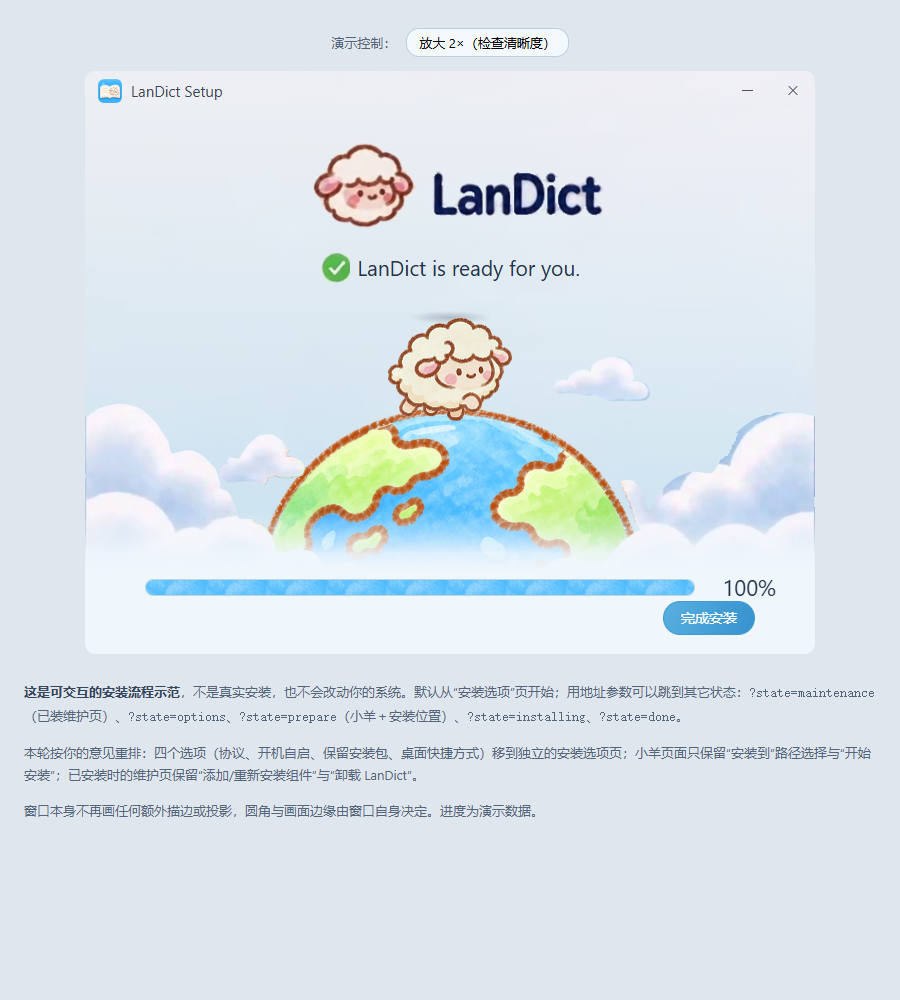 演示控制： 放大 2×（检查清晰度）
LanDict Setup
LanDict
LanDict is ready for you.
100%
完成安装
这是可交互的安装流程示范，不是真实安装，也不会改动你的系统。默认从“安装选项”页开始；用地址参数可以跳到其它状态：?state=maintenance
（已装维护页）、?state=options、?state=prepare（小羊＋安装位置）、?state=installing、?state=done。
本轮按你的意见重排：四个选项（协议、开机自启、保留安装包、桌面快捷方式）移到独立的安装选项页；小羊页面只保留“安装到”路径选择与“开始
安装”；已安装时的维护页保留“添加/重新安装组件”与“卸载 LanDict”。
窗口本身不再画任何额外描边或投影，圆角与画面边缘由窗口自身决定。进度为演示数据。